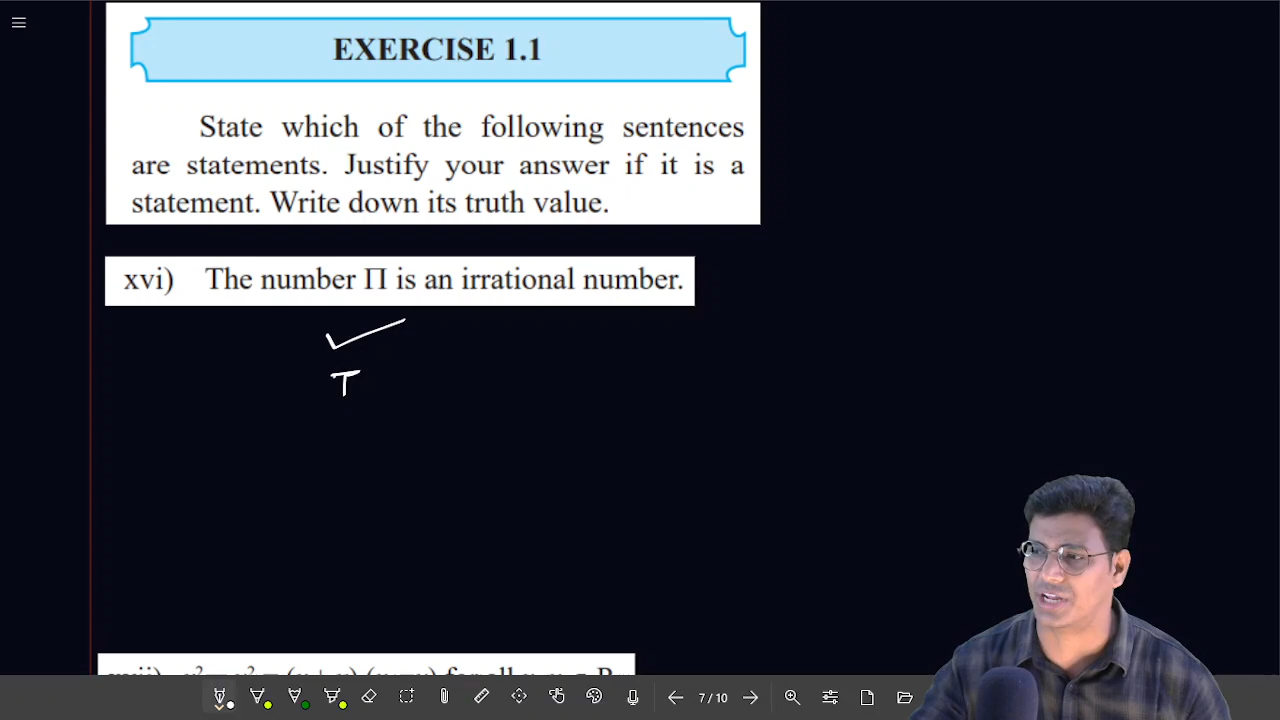 EXERCISE 1.1
State which of the following sentences
are statements. Justify your answer if it is a
statement. Write down its truth value.
xvi) The number Π is an irrational number.
T
7/10